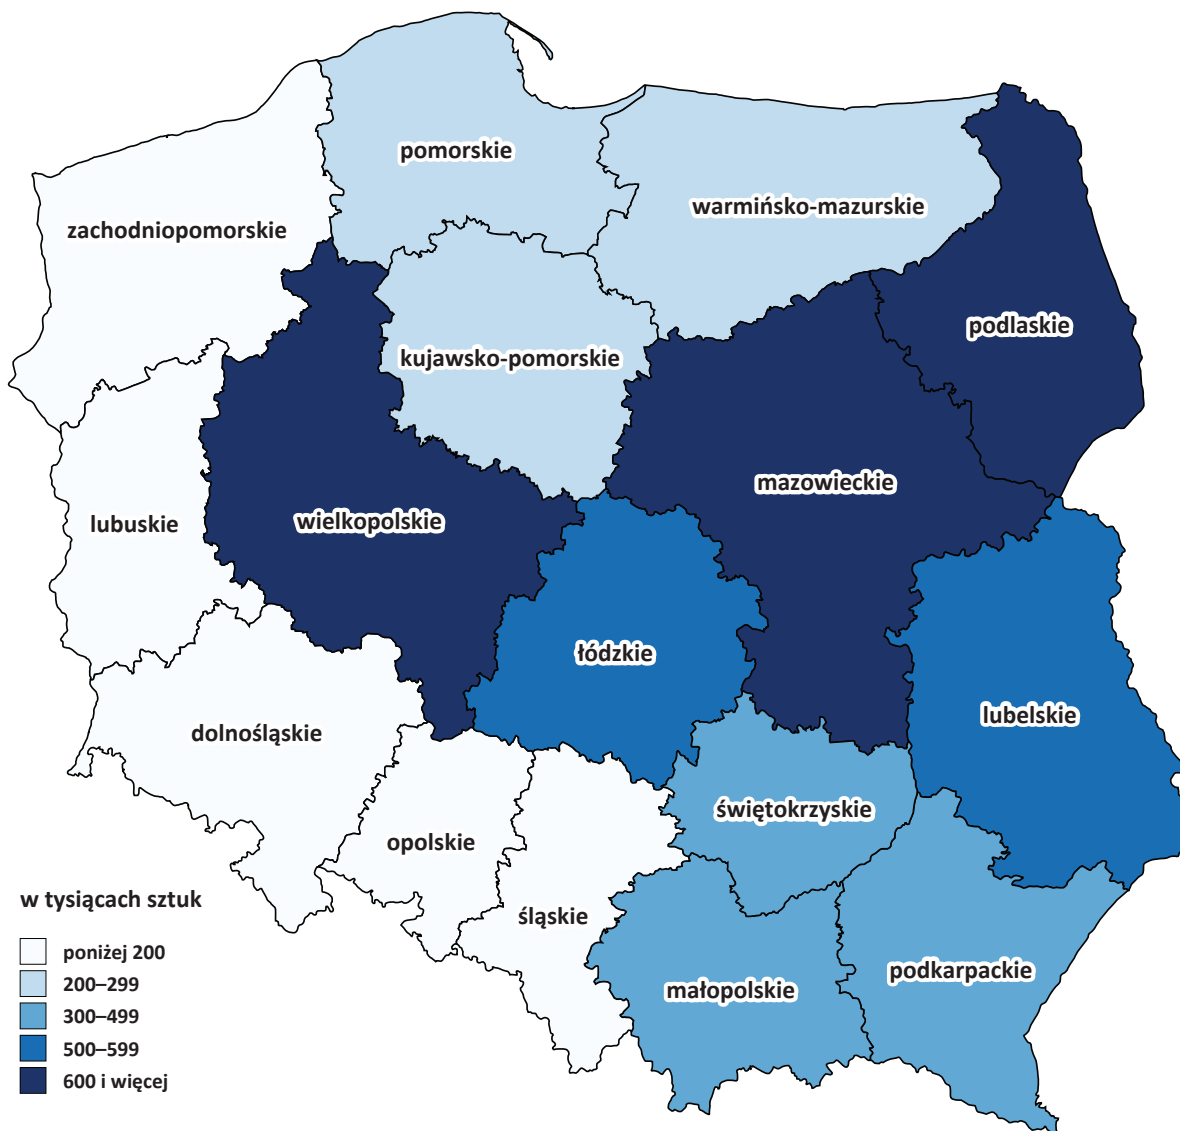 pomorskie
warmińsko-mazurskie
zachodniopomorskie
podlaskie
kujawsko-pomorskie
mazowieckie
wielkopolskie
lubuskie
łódzkie
lubelskie
dolnośląskie
świętokrzyskie
opolskie
śląskie
podkarpackie
małopolskie
w tysiącach sztuk
poniżej 200
200–299
300–499
500–599
600 i więcej